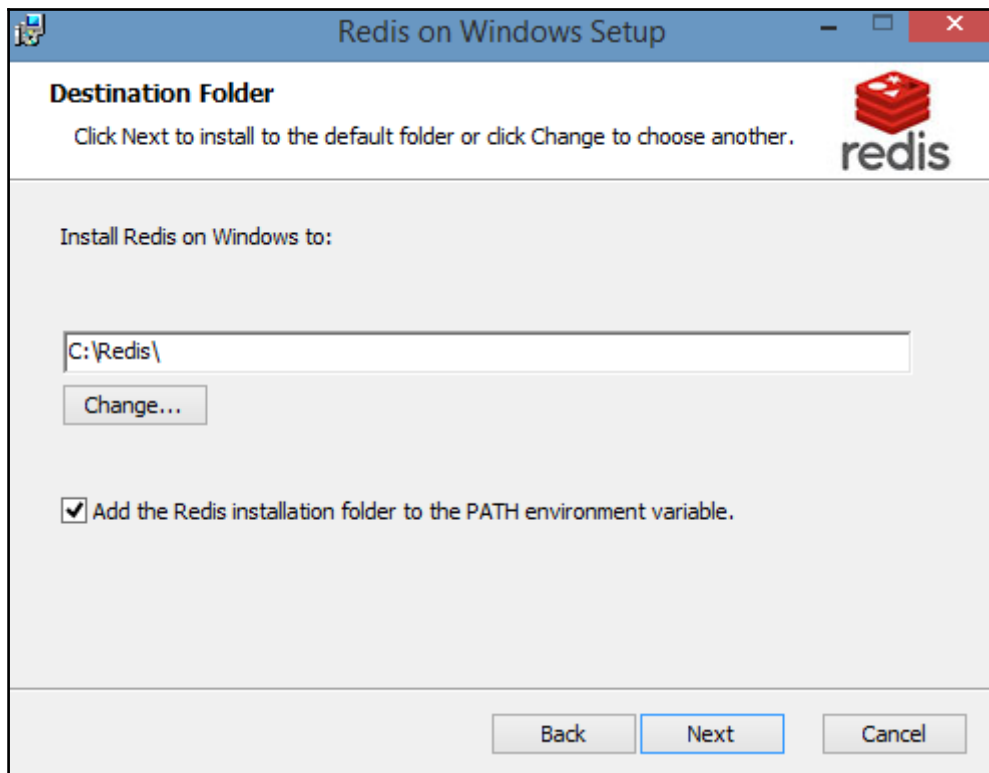 Redis on Windows Setup
Destination Folder
Click Next to install to the default folder or click Change to choose another.
redis
Install Redis on Windows to:
C:\Redis\
Change...
Add the Redis installation folder to the PATH environment variable.
Back Next Cancel